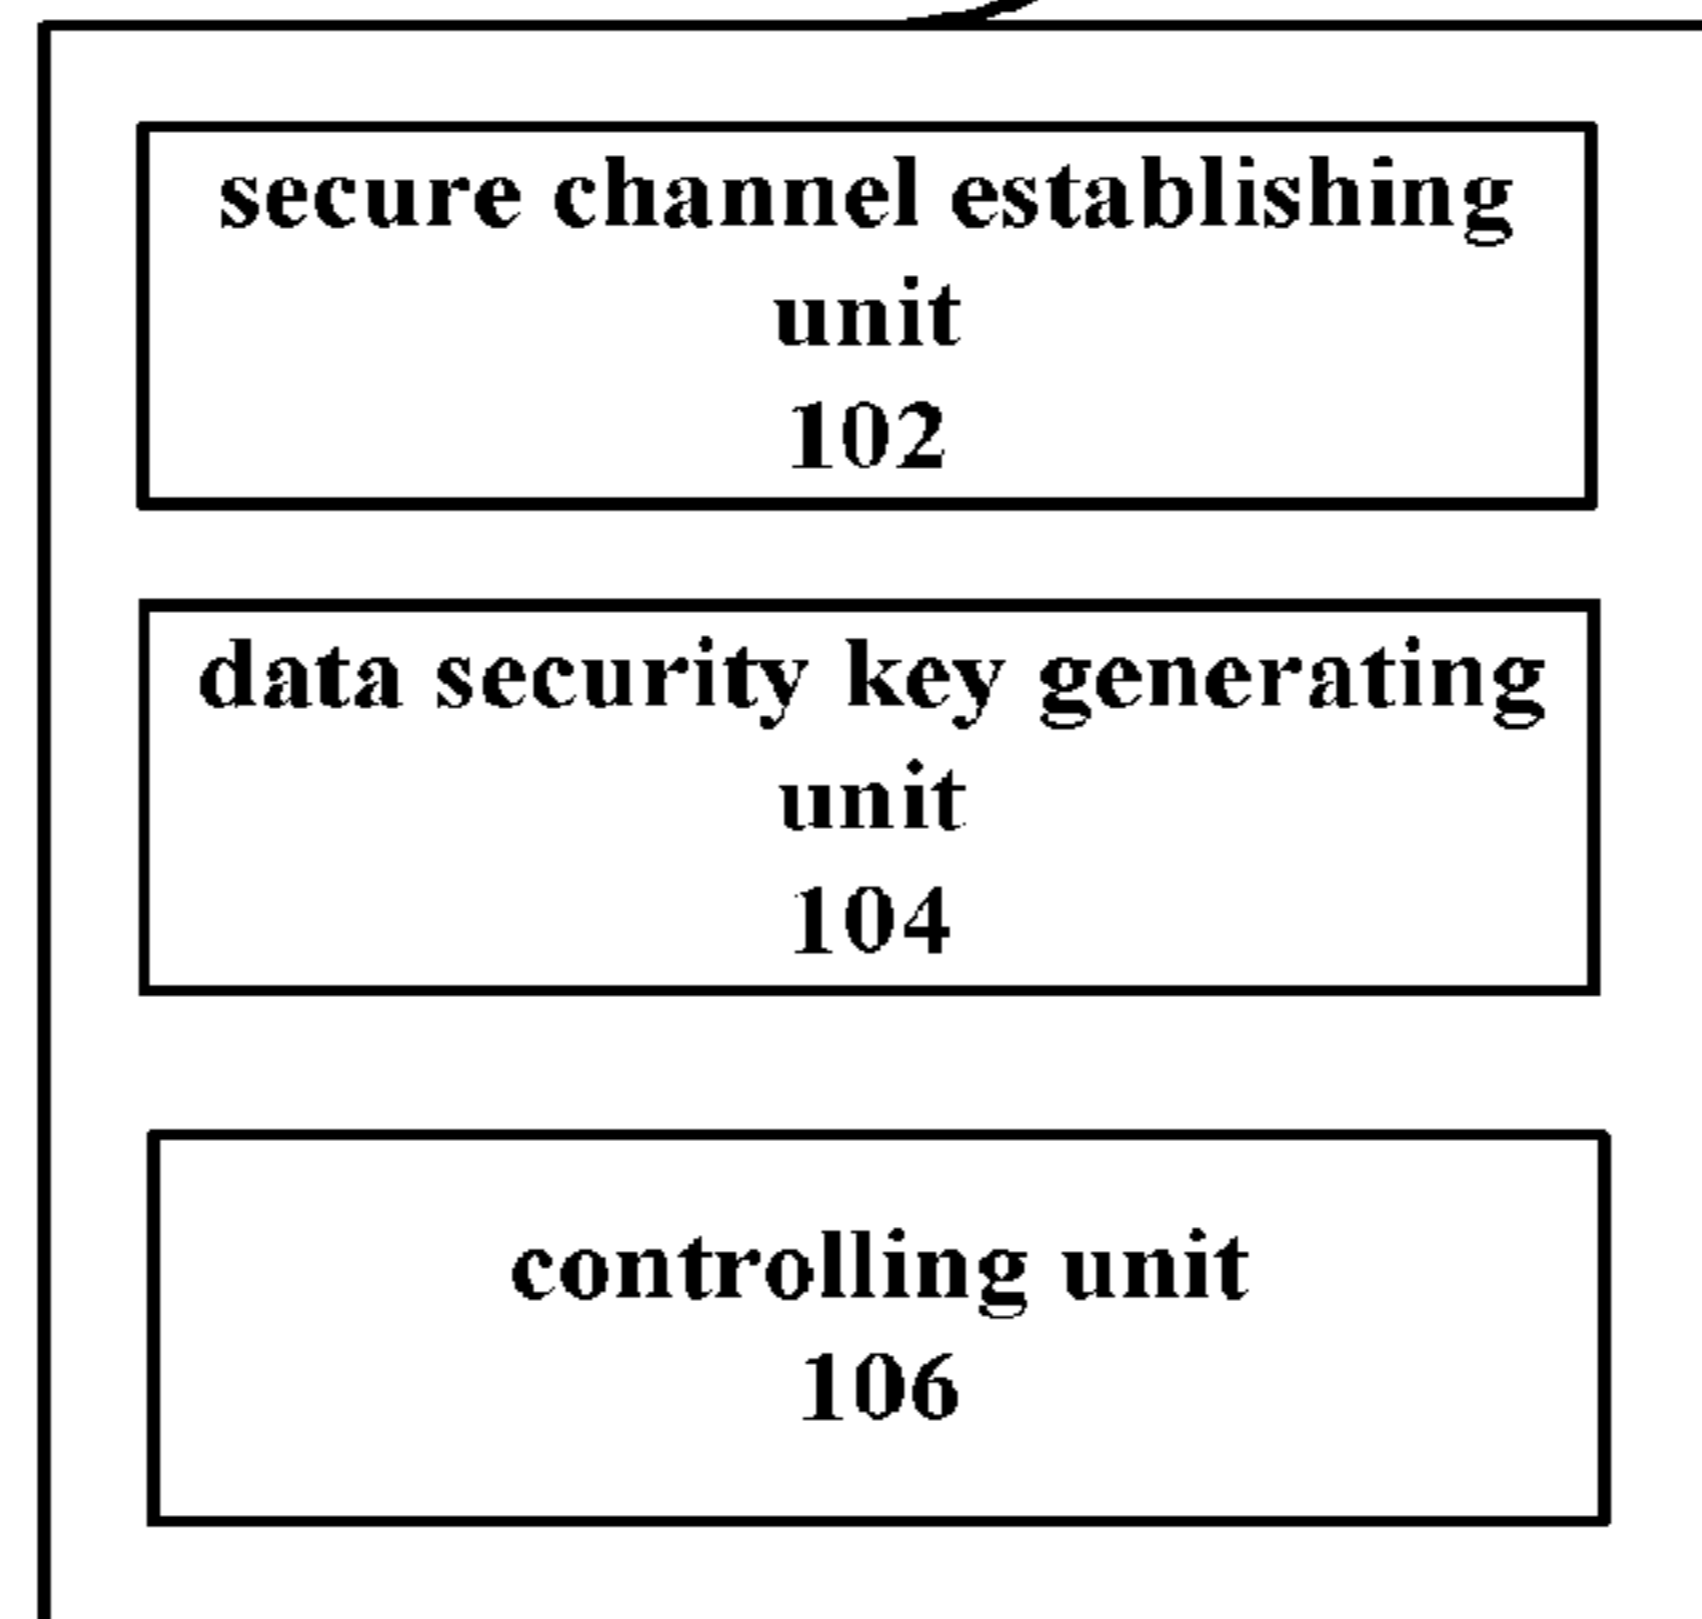 secure channel establishing
unit
102
data security key generating
unit
104
controlling unit
106